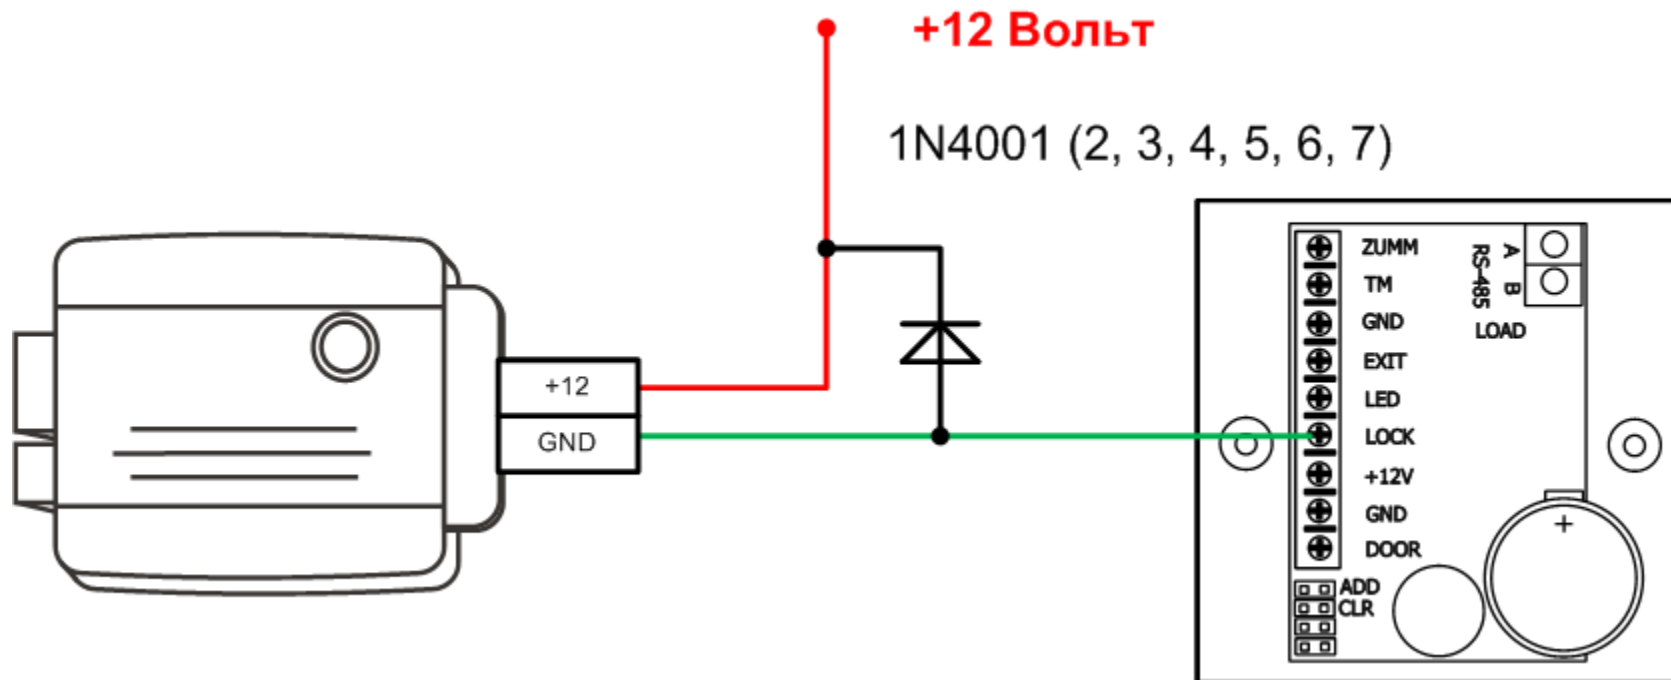 +12 Вольт
1N4001 (2, 3, 4, 5, 6, 7)
+12
GND
ZUMM
TM
GND
EXIT
LED
LOCK
+12V
GND
DOOR
ADD
CLR
A
B
RS-485
LOAD
+